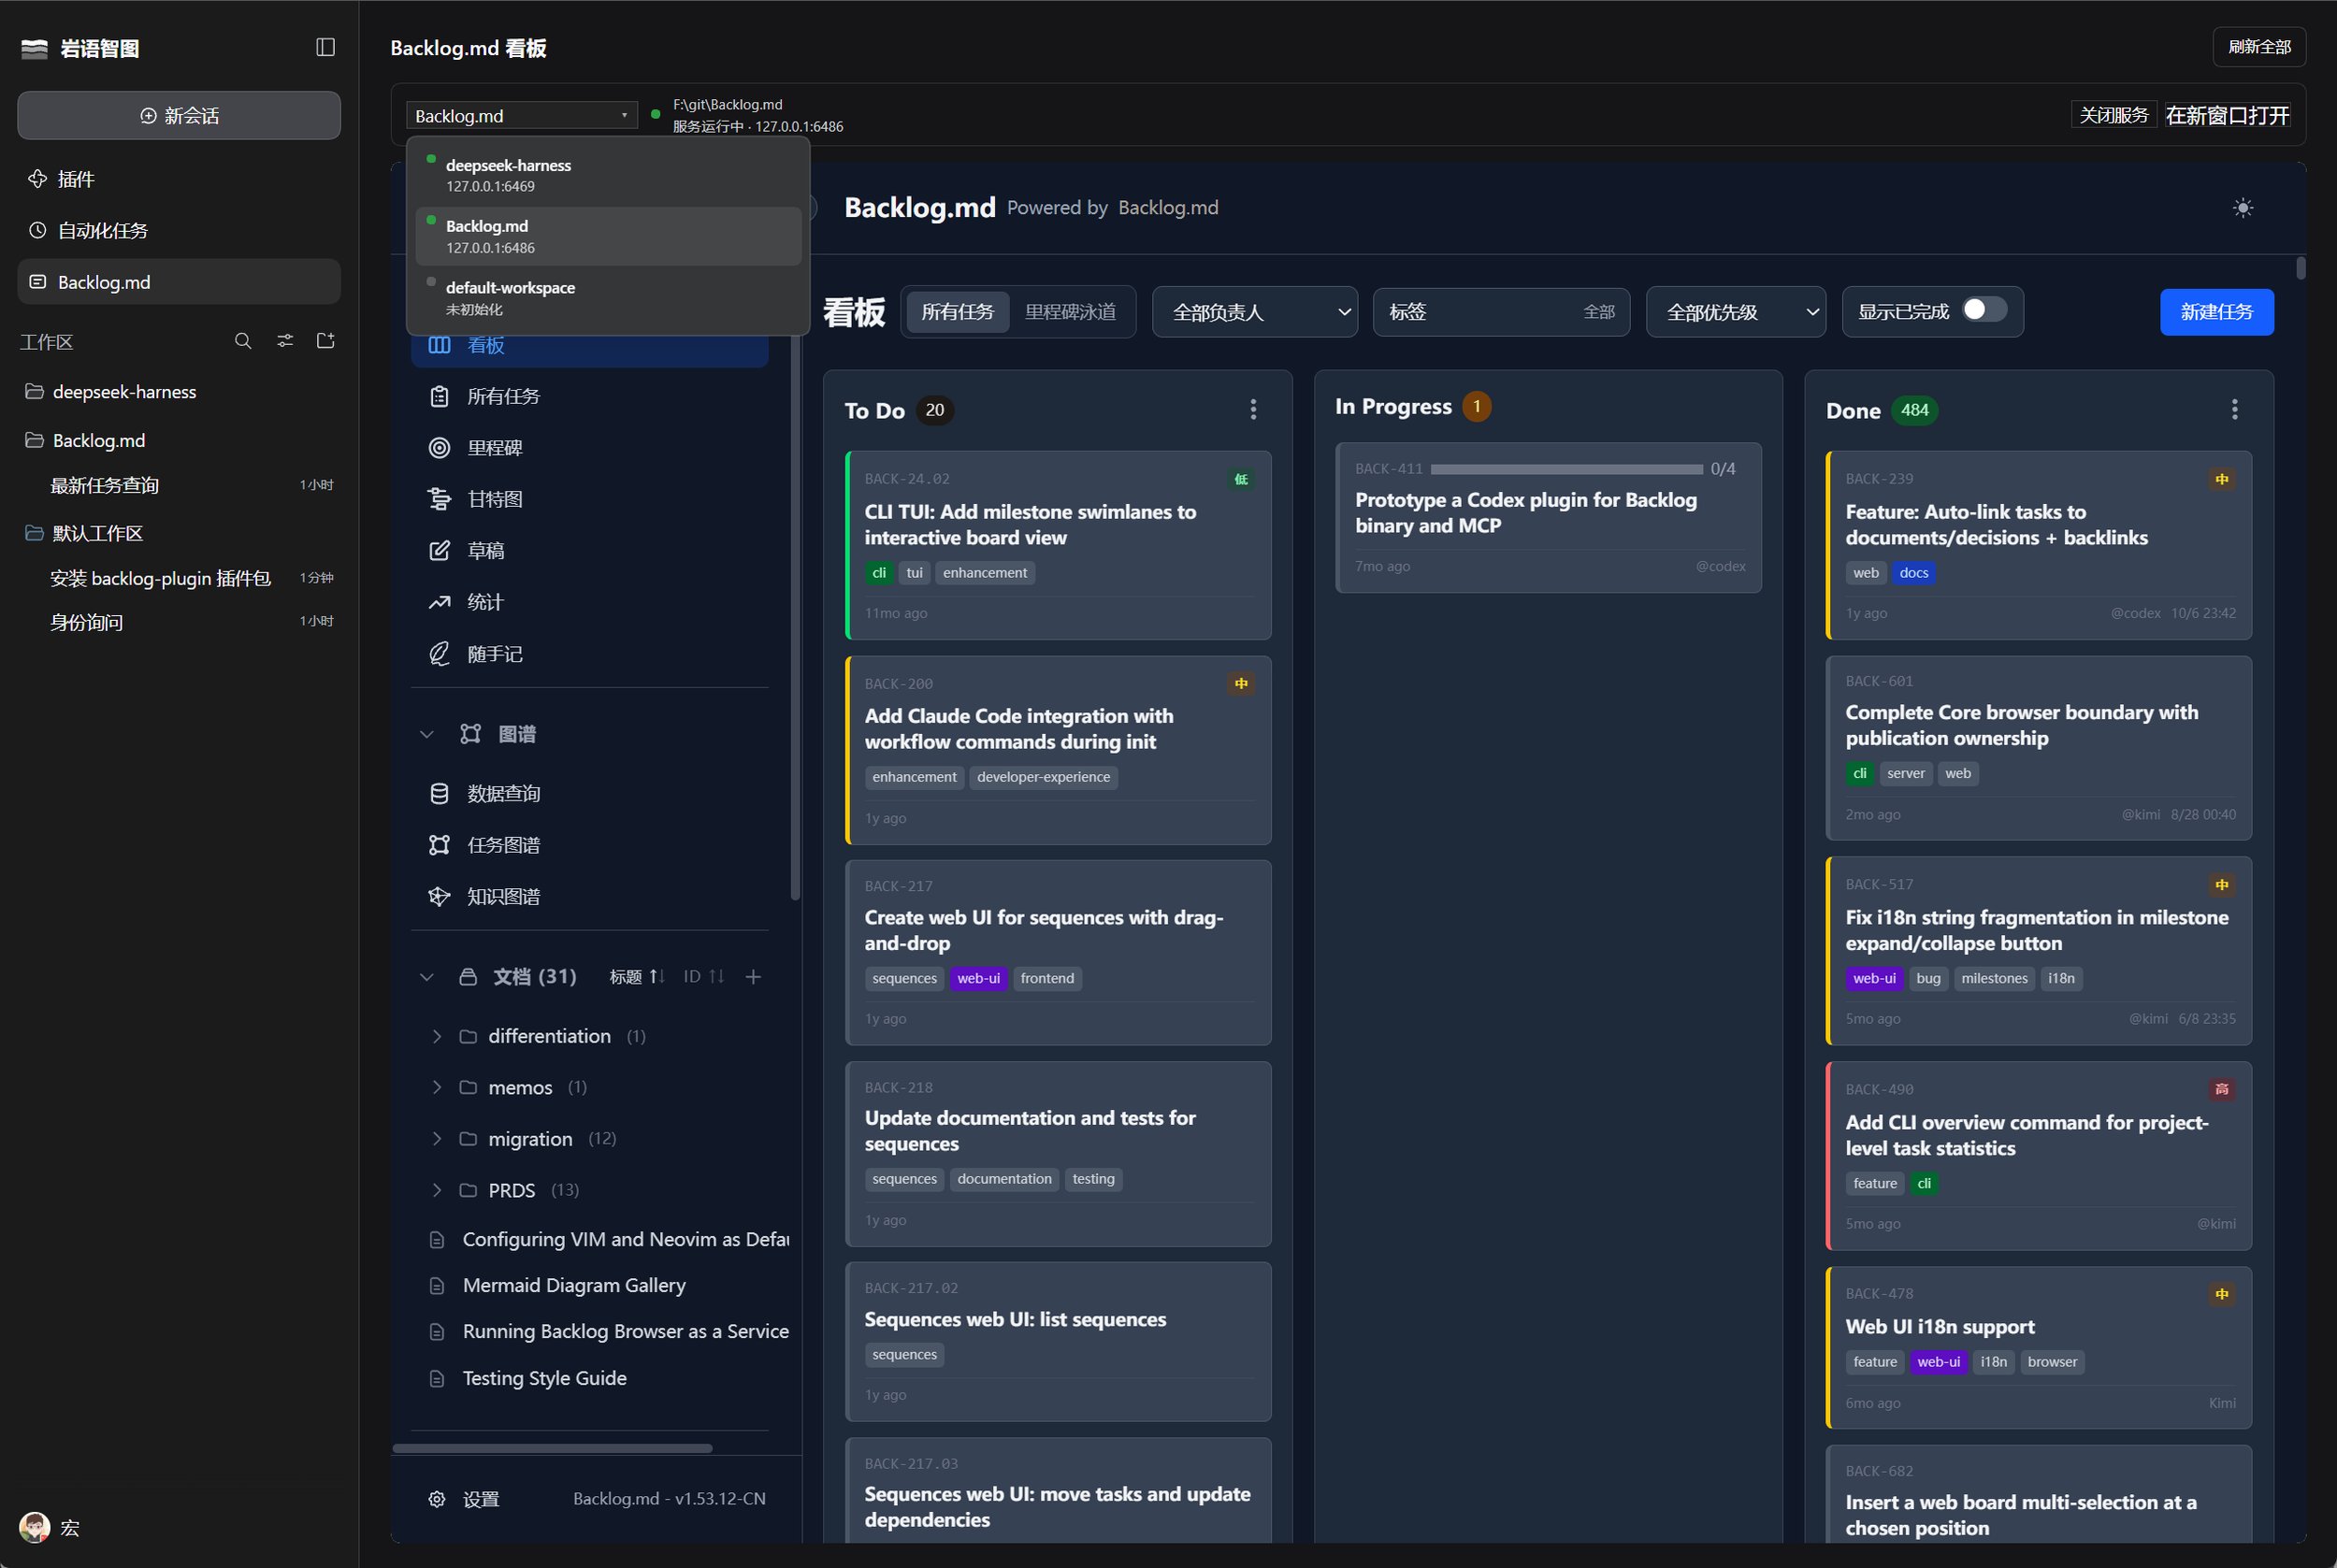 岩语智图
新会话
插件
自动化任务
Backlog.md
工作区
deepseek-harness
Backlog.md
最新任务查询 1小时
默认工作区
安装 backlog-plugin 插件包 1分钟
身份询问 1小时
宏
Backlog.md 看板
刷新全部
Backlog.md
F:\git\Backlog.md
服务运行中 · 127.0.0.1:6486
关闭服务 在新窗口打开
deepseek-harness
127.0.0.1:6469
Backlog.md
127.0.0.1:6486
default-workspace
未初始化
看板
所有任务
里程碑
甘特图
草稿
统计
随手记
图谱
数据查询
任务图谱
知识图谱
文档 (31) 标题 ↑↓ ID ↑↓ +
differentiation (1)
memos (1)
migration (12)
PRDS (13)
Configuring VIM and Neovim as Defau
Mermaid Diagram Gallery
Running Backlog Browser as a Service
Testing Style Guide
设置 Backlog.md - v1.53.12-CN
Backlog.md Powered by Backlog.md
看板 所有任务 里程碑泳道 全部负责人 标签 全部 全部优先级 显示已完成 新建任务
To Do 20
BACK-24.02 低
CLI TUI: Add milestone swimlanes to
interactive board view
cli tui enhancement
11mo ago
BACK-200 中
Add Claude Code integration with
workflow commands during init
enhancement developer-experience
1y ago
BACK-217
Create web UI for sequences with drag-
and-drop
sequences web-ui frontend
1y ago
BACK-218
Update documentation and tests for
sequences
sequences documentation testing
1y ago
BACK-217.02
Sequences web UI: list sequences
sequences
1y ago
BACK-217.03
Sequences web UI: move tasks and update
dependencies
In Progress 1
BACK-411 0/4
Prototype a Codex plugin for Backlog
binary and MCP
7mo ago @codex
Done 484
BACK-239 中
Feature: Auto-link tasks to
documents/decisions + backlinks
web docs
1y ago @codex 10/6 23:42
BACK-601
Complete Core browser boundary with
publication ownership
cli server web
2mo ago @kimi 8/28 00:40
BACK-517 中
Fix i18n string fragmentation in milestone
expand/collapse button
web-ui bug milestones i18n
5mo ago @kimi 6/8 23:35
BACK-490 高
Add CLI overview command for project-
level task statistics
feature cli
5mo ago @kimi
BACK-478 中
Web UI i18n support
feature web-ui i18n browser
6mo ago Kimi
BACK-682
Insert a web board multi-selection at a
chosen position